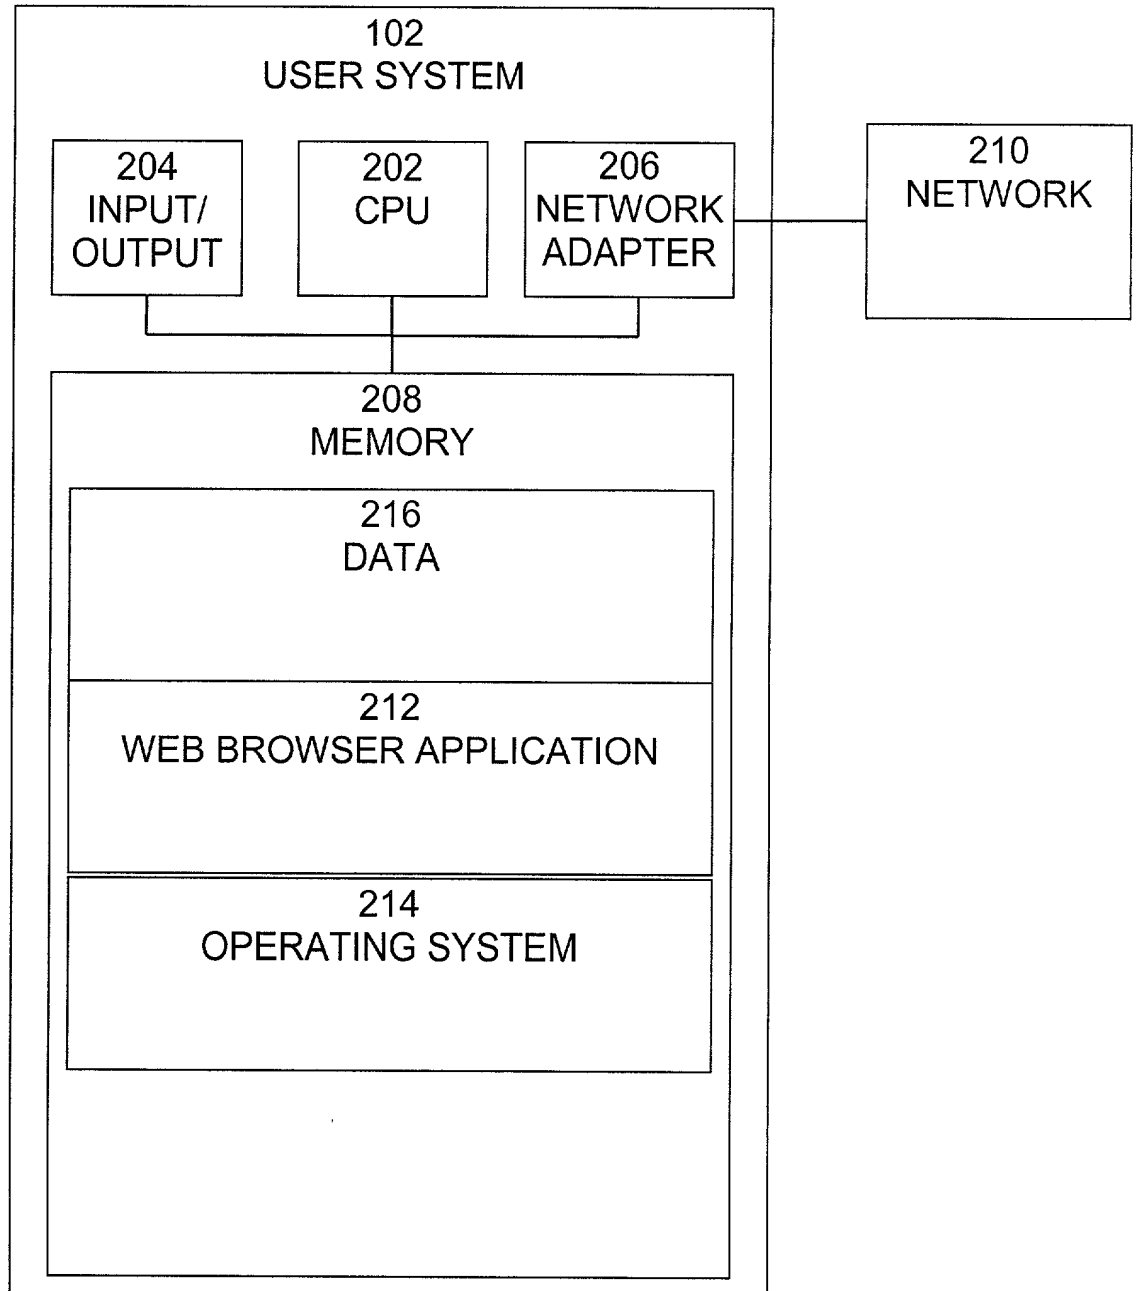 102
USER SYSTEM
204
INPUT/
OUTPUT
202
CPU
206
NETWORK
ADAPTER
210
NETWORK
208
MEMORY
216
DATA
212
WEB BROWSER APPLICATION
214
OPERATING SYSTEM